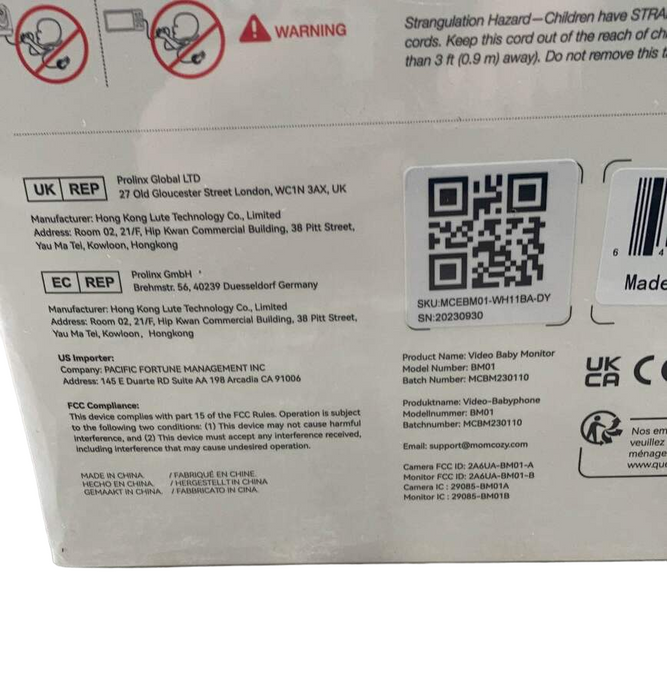 WARNING
Strangulation Hazard—Children have STRA
cords. Keep this cord out of the reach of ch
than 3 ft (0.9 m) away). Do not remove this t
UK REP
Prolinx Global LTD
27 Old Gloucester Street London, WC1N 3AX, UK
Manufacturer: Hong Kong Lute Technology Co., Limited
Address: Room 02, 21/F, Hip Kwan Commercial Building, 38 Pitt Street,
Yau Ma Tei, Kowloon, Hongkong
EC REP
Prolinx GmbH
Brehmstr. 56, 40239 Duesseldorf Germany
Manufacturer: Hong Kong Lute Technology Co., Limited
Address: Room 02, 21/F, Hip Kwan Commercial Building, 38 Pitt Street,
Yau Ma Tei, Kowloon, Hongkong
US Importer:
Company: PACIFIC FORTUNE MANAGEMENT INC
Address: 145 E Duarte RD Suite AA 198 Arcadia CA 91006
FCC Compliance:
This device complies with part 15 of the FCC Rules. Operation is subject
to the following two conditions: (1) This device may not cause harmful
interference, and (2) This device must accept any interference received,
including interference that may cause undesired operation.
MADE IN CHINA / FABRIQUÉ EN CHINE
HECHO EN CHINA / HERGESTELLT IN CHINA
GEMAAKT IN CHINA / FABBRICATO IN CINA
SKU:MCEBM01-WH11BA-DY
SN:20230930
Product Name: Video Baby Monitor
Model Number: BM01
Batch Number: MCBM230110
Produktname: Video-Babyphone
Modellnummer: BM01
Batchnumber: MCBM230110
Email: support@momcozy.com
Camera FCC ID: 2A6UA-BM01-A
Monitor FCC ID: 2A6UA-BM01-B
Camera IC : 29085-BM01A
Monitor IC : 29085-BM01B
6 4
Made
UK
CA
CE
FR
Nos em
veuillez
ménage
www.que